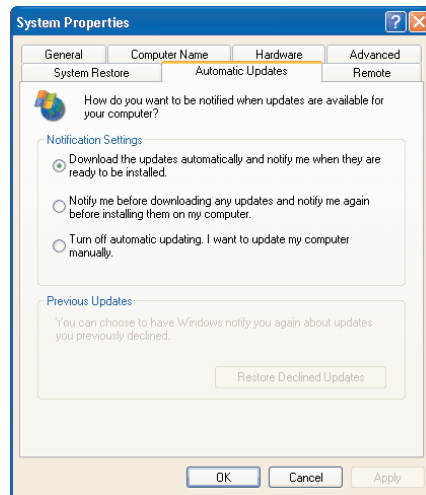 System Properties
General Computer Name Hardware Advanced
System Restore Automatic Updates Remote
How do you want to be notified when updates are available for
your computer?
Notification Settings
Download the updates automatically and notify me when they are
ready to be installed.
Notify me before downloading any updates and notify me again
before installing them on my computer.
Turn off automatic updating. I want to update my computer
manually.
Previous Updates
You can choose to have Windows notify you again about updates
you previously declined.
Restore Declined Updates
OK Cancel Apply